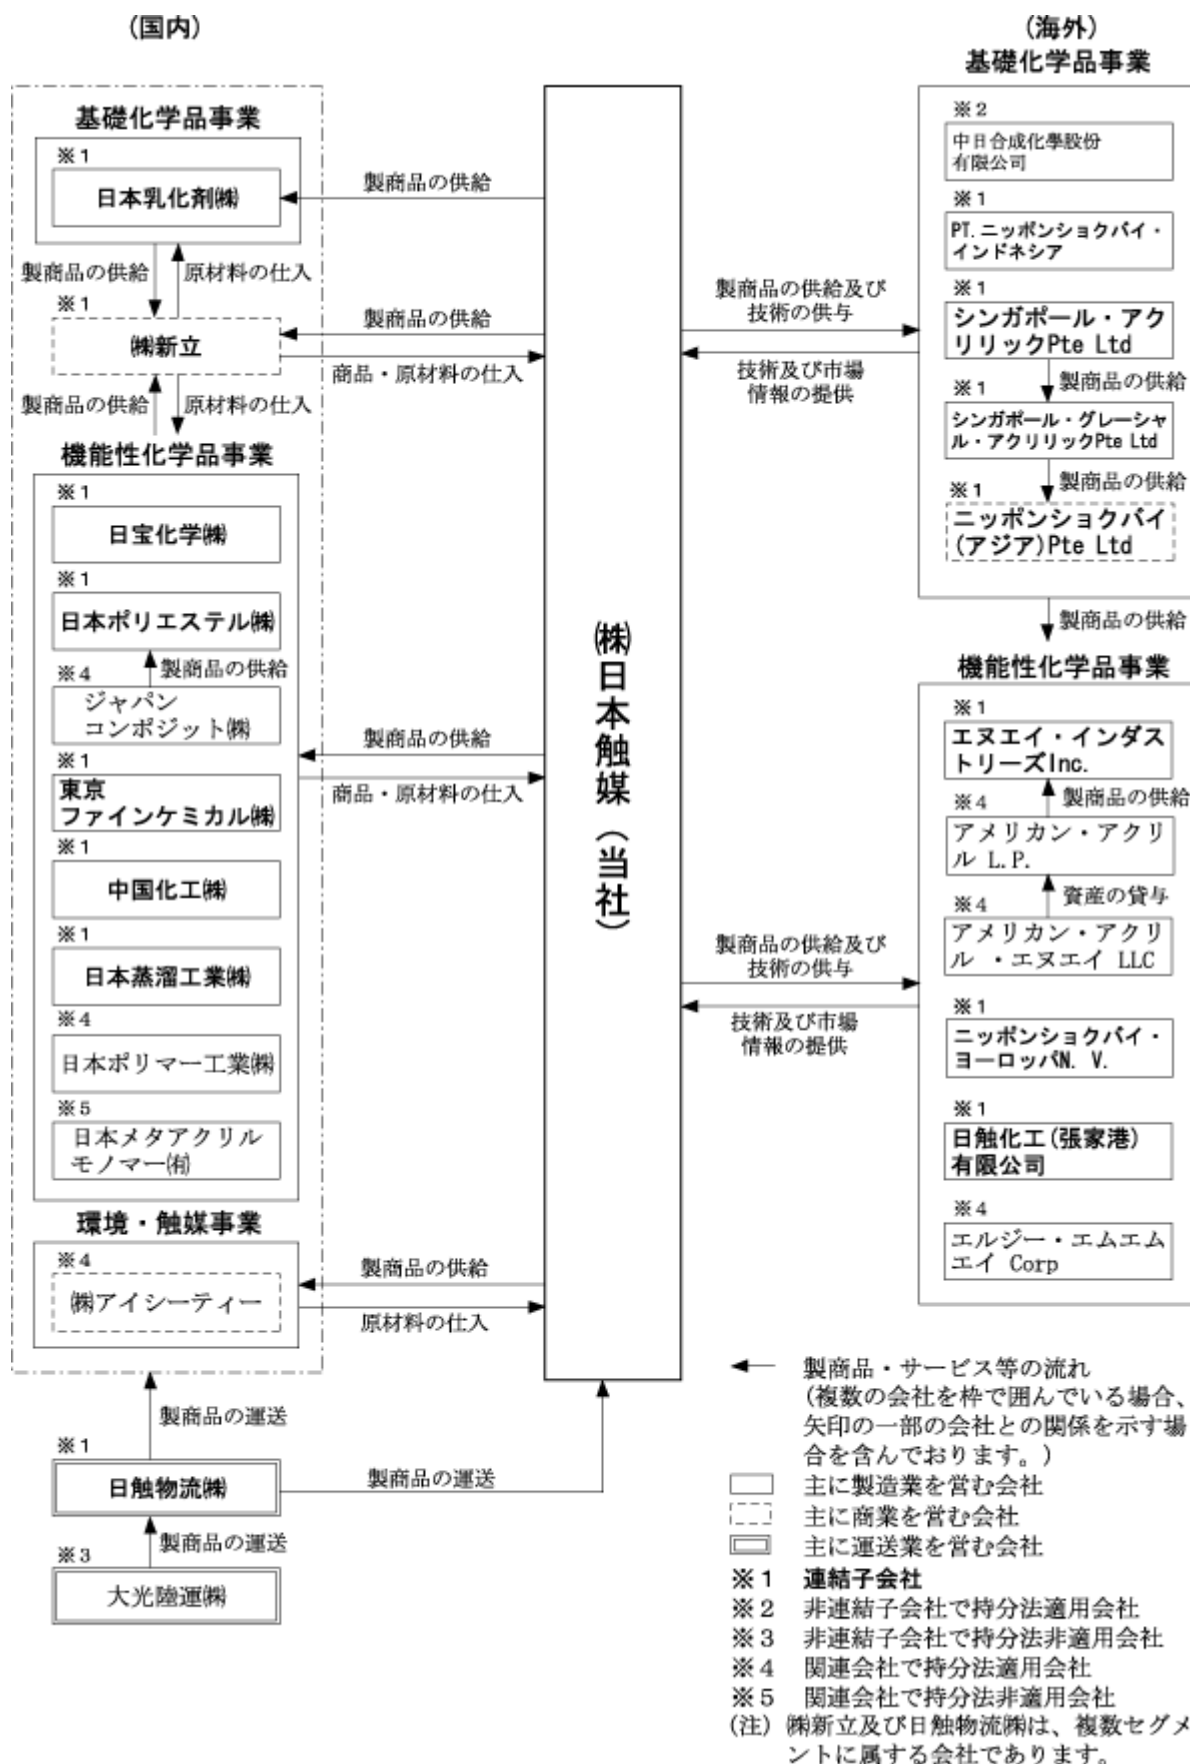 (国内)
基礎化学品事業
※1
日本乳化剤㈱
製商品の供給
製商品の供給
原材料の仕入
※1
㈱新立
製商品の供給
商品・原材料の仕入
製商品の供給
原材料の仕入
機能性化学品事業
※1
日宝化学㈱
※1
日本ポリエステル㈱
製商品の供給
※4
ジャパン
コンポジット㈱
※1
東京
ファインケミカル㈱
製商品の供給
商品・原材料の仕入
※1
中国化工㈱
※1
日本蒸溜工業㈱
※4
日本ポリマー工業㈱
※5
日本メタアクリル
モノマー㈲
環境・触媒事業
※4
㈱アイシーティー
製商品の供給
原材料の仕入
製商品の運送
※1
日触物流㈱
製商品の運送
製商品の運送
※3
大光陸運㈱
㈱日本触媒(当社)
(海外)
基礎化学品事業
※2
中日合成化學股份
有限公司
※1
PT.ニッポンショクバイ・
インドネシア
製商品の供給及び
技術の供与
技術及び市場
情報の提供
※1
シンガポール・アク
リリックPte Ltd
製商品の供給
※1
シンガポール・グレーシャ
ル・アクリリックPte Ltd
製商品の供給
※1
ニッポンショクバイ
(アジア)Pte Ltd
製商品の供給
機能性化学品事業
※1
エヌエイ・インダス
トリーズInc.
製商品の供給
※4
アメリカン・アクリ
ル L.P.
資産の貸与
※4
アメリカン・アクリ
ル ・エヌエイ LLC
製商品の供給及び
技術の供与
技術及び市場
情報の提供
※1
ニッポンショクバイ・
ヨーロッパN. V.
※1
日触化工(張家港)
有限公司
※4
エルジー・エムエム
エイ Corp
製商品・サービス等の流れ
(複数の会社を枠で囲んでいる場合、
矢印の一部の会社との関係を示す場
合を含んでおります。)
主に製造業を営む会社
主に商業を営む会社
主に運送業を営む会社
※1 連結子会社
※2 非連結子会社で持分法適用会社
※3 非連結子会社で持分法非適用会社
※4 関連会社で持分法適用会社
※5 関連会社で持分法非適用会社
(注) ㈱新立及び日触物流㈱は、複数セグメ
ントに属する会社であります。